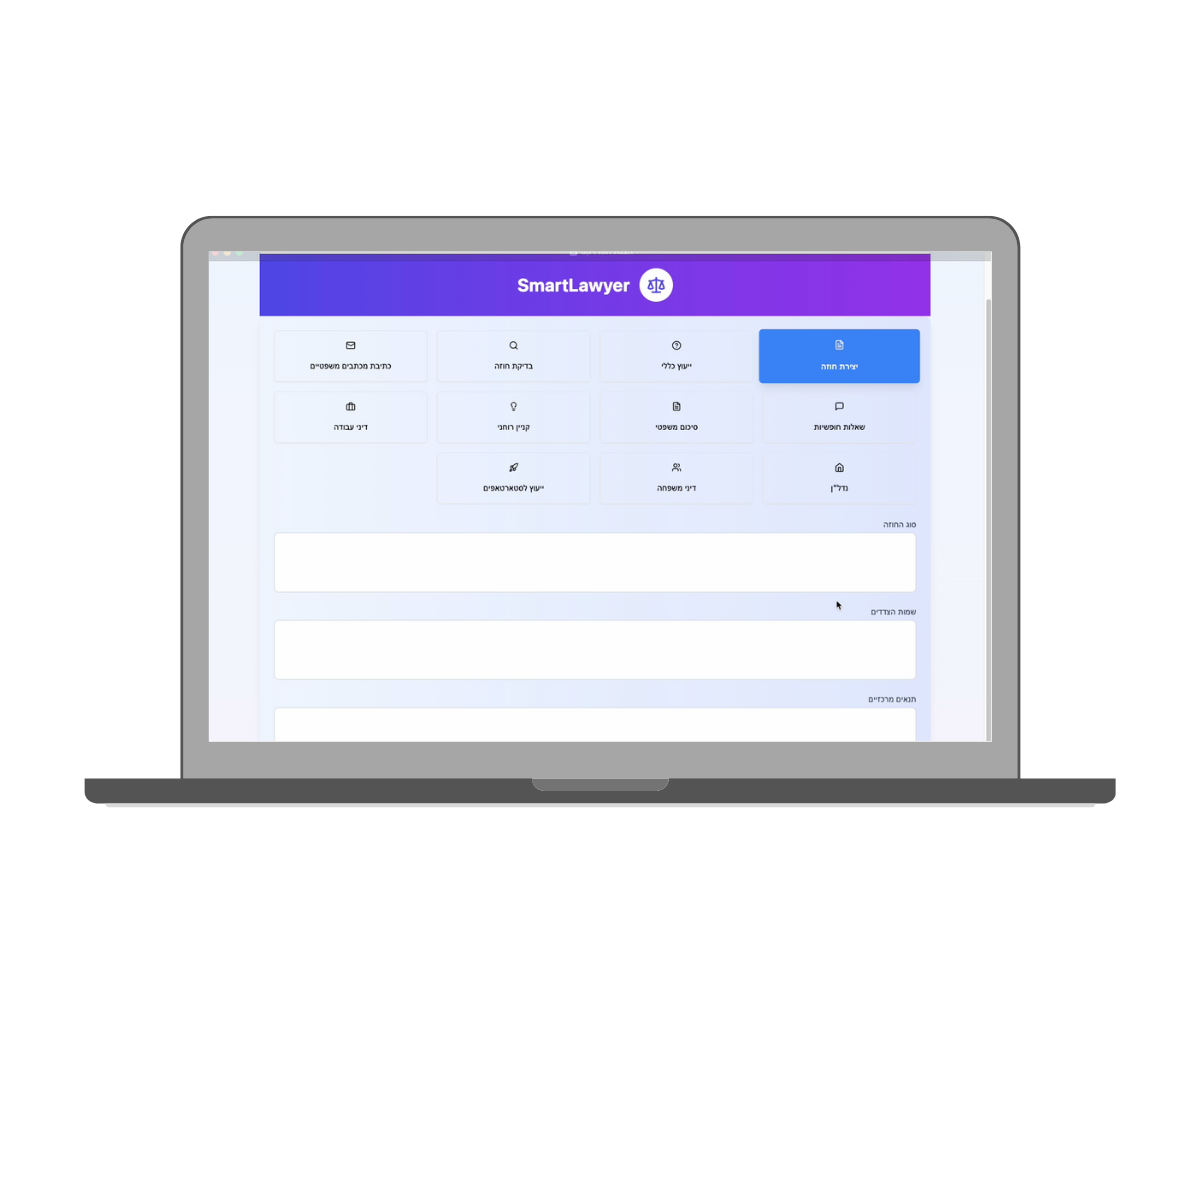 SmartLawyer
יצירת חוזה
ייעוץ כללי
בדיקת חוזה
כתיבת מכתבים משפטיים
שאלות חופשיות
סיכום משפטי
קניין רוחני
דיני עבודה
נדל"ן
דיני משפחה
ייעוץ לסטארטאפים
סוג החוזה
שמות הצדדים
תנאים מרכזיים